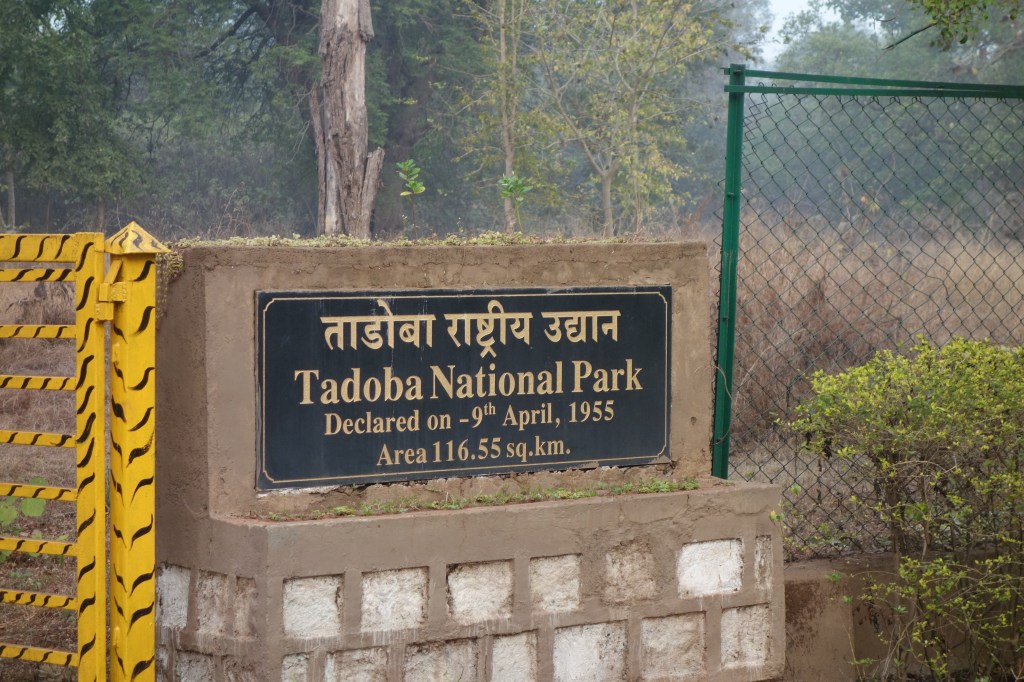 ताडोबा राष्ट्रीय उद्यान
Tadoba National Park
Declared on -9th April, 1955
Area 116.55 sq.km.